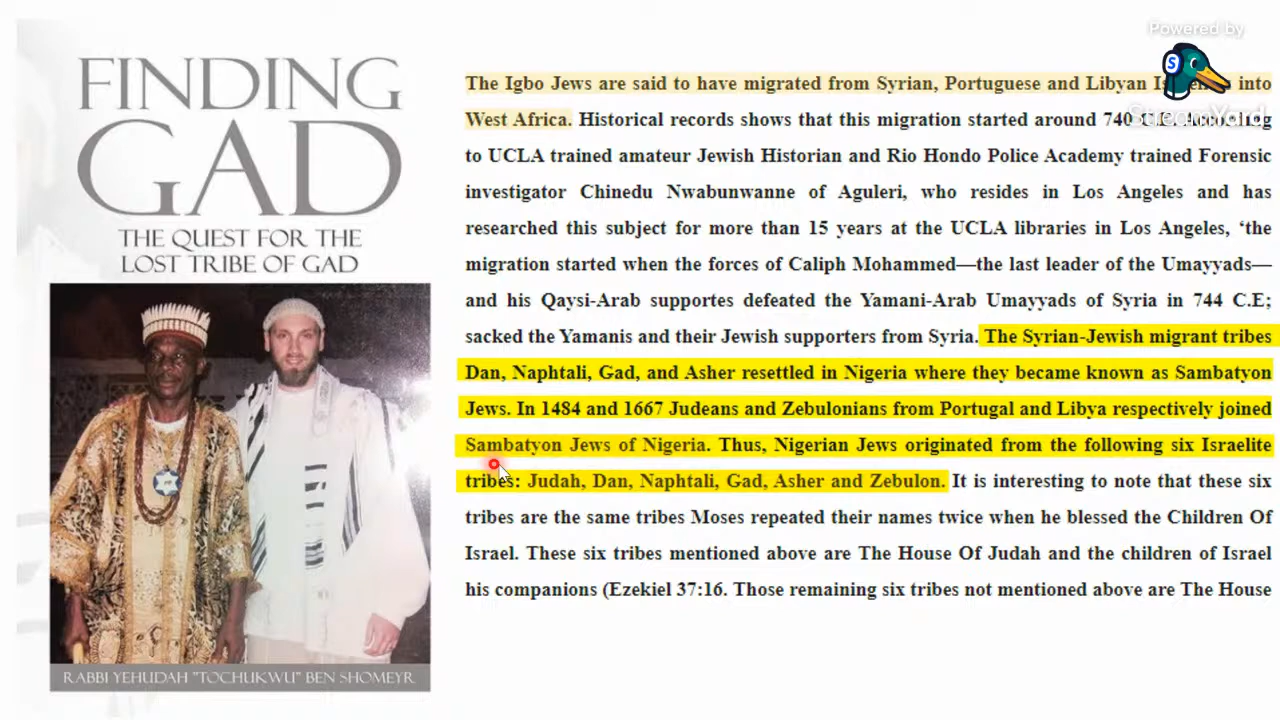 Powered by
StreamYard
FINDING
GAD
THE QUEST FOR THE
LOST TRIBE OF GAD
RABBI YEHUDAH "TOCHUKWU" BEN SHOMEYR
The Igbo Jews are said to have migrated from Syrian, Portuguese and Libyan into
West Africa. Historical records shows that this migration started around 740 C.E. According
to UCLA trained amateur Jewish Historian and Rio Hondo Police Academy trained Forensic
investigator Chinedu Nwabunwanne of Aguleri, who resides in Los Angeles and has
researched this subject for more than 15 years at the UCLA libraries in Los Angeles, ‘the
migration started when the forces of Caliph Mohammed—the last leader of the Umayyads—
and his Qaysi-Arab supportes defeated the Yamani-Arab Umayyads of Syria in 744 C.E;
sacked the Yamanis and their Jewish supporters from Syria. The Syrian-Jewish migrant tribes
Dan, Naphtali, Gad, and Asher resettled in Nigeria where they became known as Sambatyon
Jews. In 1484 and 1667 Judeans and Zebulonians from Portugal and Libya respectively joined
Sambatyon Jews of Nigeria. Thus, Nigerian Jews originated from the following six Israelite
tribes: Judah, Dan, Naphtali, Gad, Asher and Zebulon. It is interesting to note that these six
tribes are the same tribes Moses repeated their names twice when he blessed the Children Of
Israel. These six tribes mentioned above are The House Of Judah and the children of Israel
his companions (Ezekiel 37:16. Those remaining six tribes not mentioned above are The House